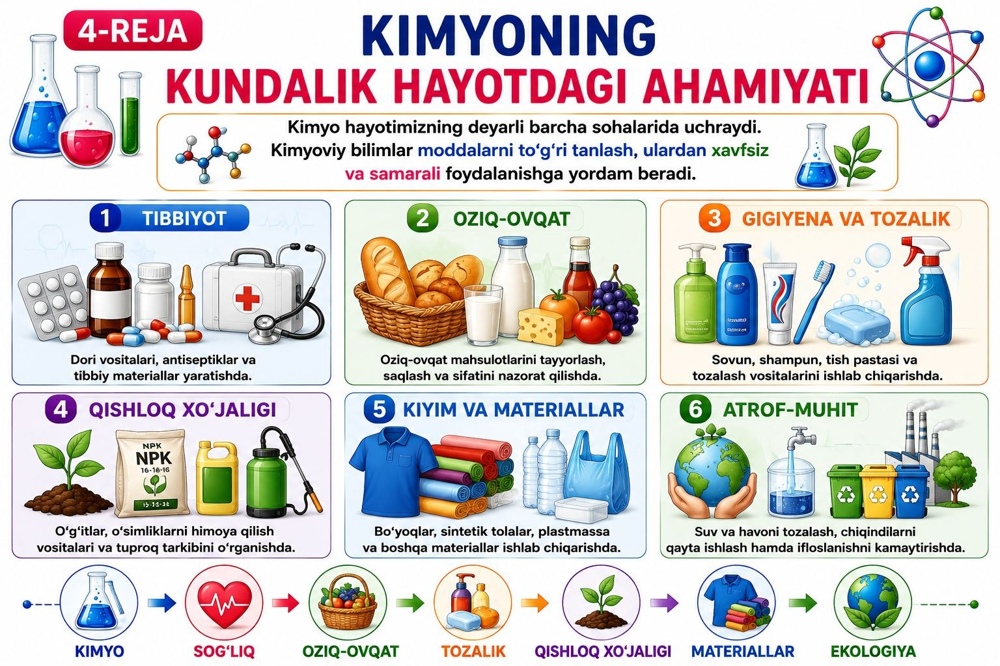 4-REJA
KIMYONING
KUNDALIK HAYOTDAGI AHAMIYATI
Kimyo hayotimizning deyarli barcha sohalarida uchraydi.
Kimyoviy bilimlar moddalarni to‘g‘ri tanlash, ulardan xavfsiz
va samarali foydalanishga yordam beradi.
1 TIBBIYOT
Dori vositalari, antiseptiklar va
tibbiy materiallar yaratishda.
2 OZIQ-OVQAT
Oziq-ovqat mahsulotlarini tayyorlash,
saqlash va sifatini nazorat qilishda.
3 GIGIYENA VA TOZALIK
Sovun, shampun, tish pastasi va
tozalash vositalarini ishlab chiqarishda.
4 QISHLOQ XO‘JALIGI
NPK
NPK
16-16-16
O‘g‘itlar, o‘simliklarni himoya qilish
vositalari va tuproq tarkibini o‘rganishda.
5 KIYIM VA MATERIALLAR
Bo‘yoqlar, sintetik tolalar, plastmassa
va boshqa materiallar ishlab chiqarishda.
6 ATROF-MUHIT
Suv va havoni tozalash, chiqindilarni
qayta ishlash hamda ifloslanishni kamaytirishda.
KIMYO
SOG‘LIQ
OZIQ-OVQAT
TOZALIK
QISHLOQ XO‘JALIGI
MATERIALLAR
EKOLOGIYA